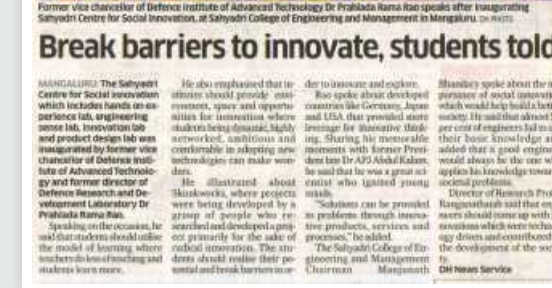 Former vice chancellor of Defence Institute of Advanced Technology Dr Prahlada Rama Rao speaks after inaugurating
Sahyadri Centre for Social Innovation, at Sahyadri College of Engineering and Management in Mangaluru. DH PHOTO
Break barriers to innovate, students told
MANGALURU: The Sahyadri
Centre for Social Innovation
which includes hands on ex-
perience lab, engineering
sense lab, innovation lab
and product design lab was
inaugurated by former vice
chancellor of Defence Insti-
tute of Advanced Technolo-
gy and former director of
Defence Research and De-
velopment Laboratory Dr
Prahlada Rama Rao.
Speaking on the occasion, he
said that students should utilise
the model of learning where
teachers do less of teaching and
students learn more.
He also emphasised that in-
stitutes should provide envi-
ronment, space and opportu-
nities for innovation where
students being dynamic, highly
networked, ambitious and
comfortable in adopting new
technologies can make won-
ders.
He illustrated about
Skunkworks, where projects
were being developed by a
group of people who re-
searched and developed a proj-
ect primarily for the sake of
radical innovation. The stu-
dents should realise their po-
tential and break barriers in or-
der to innovate and explore.
Rao spoke about developed
countries like Germany, Japan
and USA that provided more
leverage for innovative think-
ing. Sharing his memorable
moments with former Presi-
dent late Dr APJ Abdul Kalam,
he said that he was a great sci-
entist who ignited young
minds.
"Solutions can be provided
to problems through innova-
tive products, services and
processes," he added.
The Sahyadri College of En-
gineering and Management
Chairman Manjunath
Bhandary spoke about the
of social innovation
which would help build a
society. He said that almost
per cent of engineers fail to
their basic knowledge
added that a good
would always be the one
applies his knowledge
societal problems.
Director of Research
Ranganathaiah said that
should come up with
which were
driven and contributed
the development of the
ty.
DH News Service